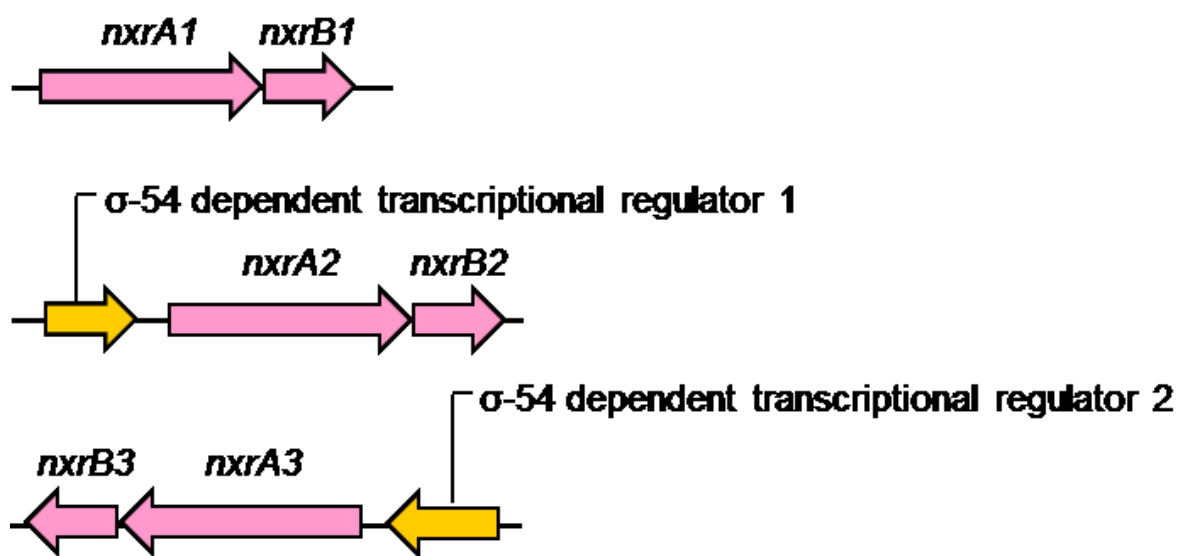 nxrA1 nxrB1
σ-54 dependent transcriptional regulator 1
nxrA2 nxrB2
σ-54 dependent transcriptional regulator 2
nxrB3 nxrA3